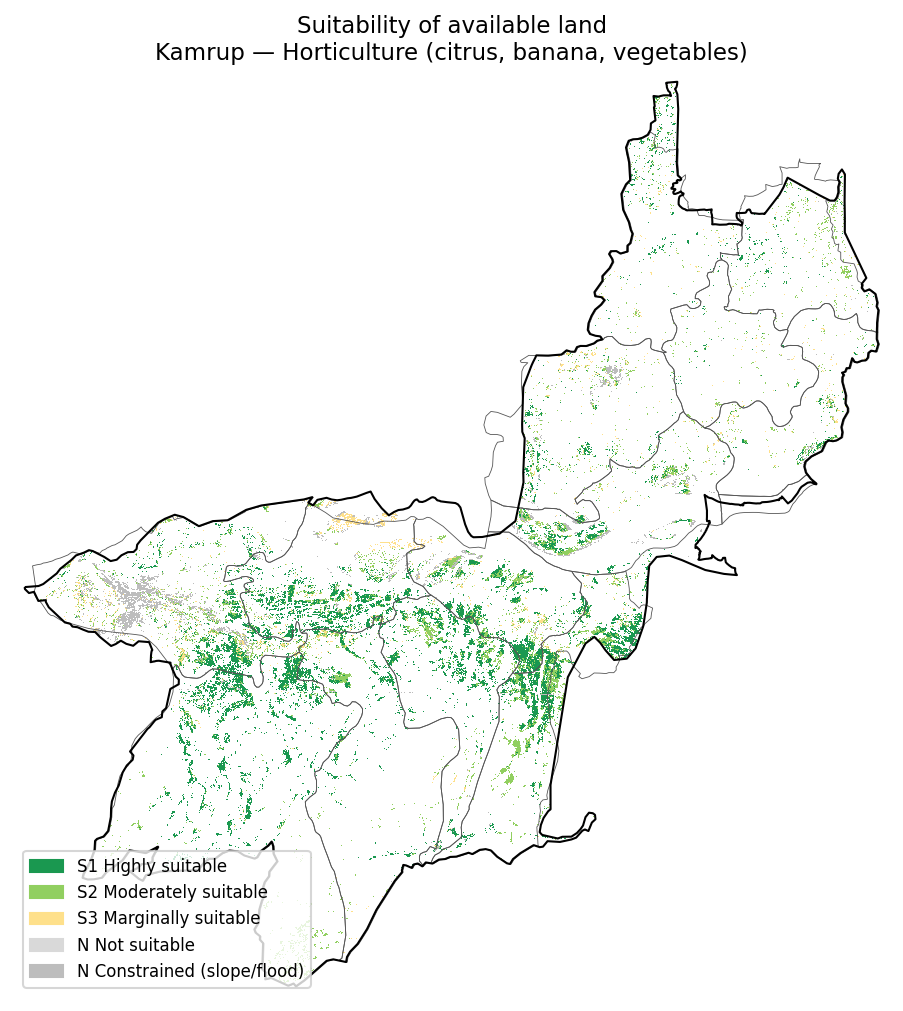 Suitability of available land
Kamrup — Horticulture (citrus, banana, vegetables)
S1 Highly suitable
S2 Moderately suitable
S3 Marginally suitable
N Not suitable
N Constrained (slope/flood)